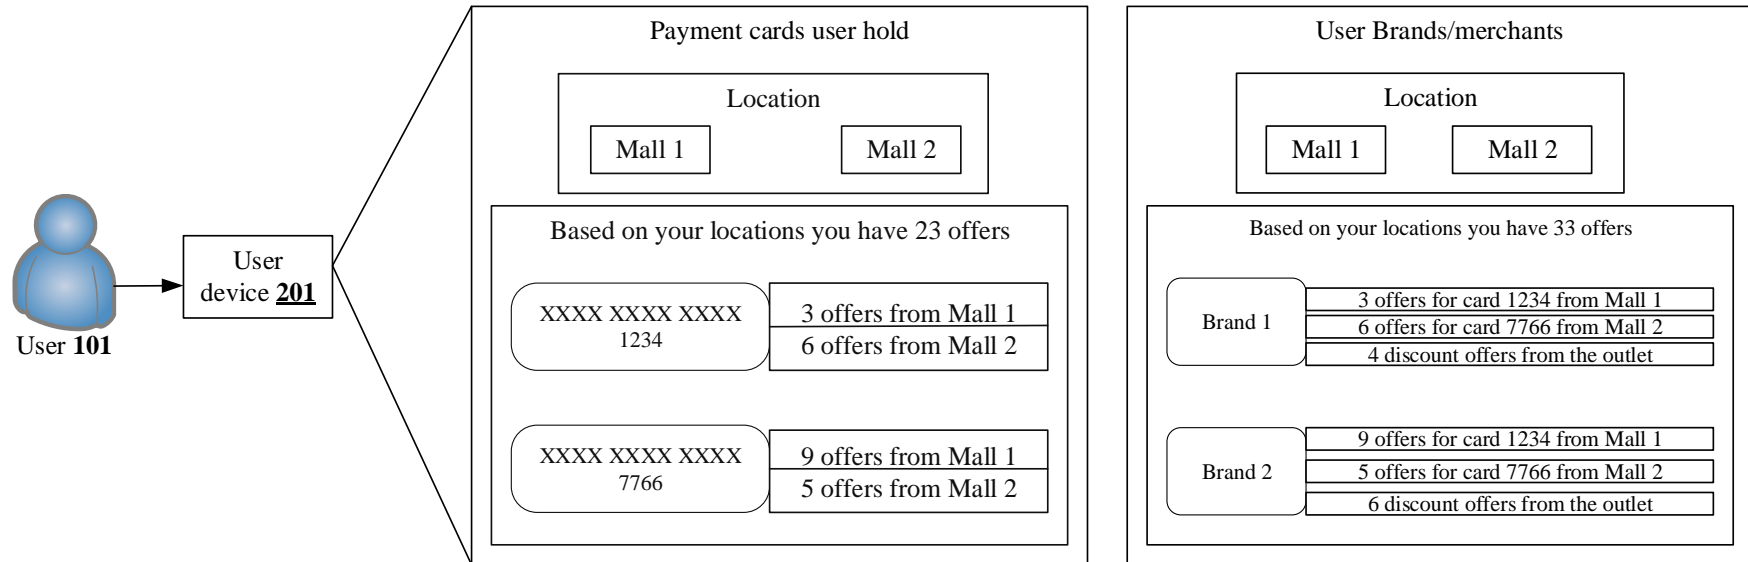 User 101
User
device 201
Payment cards user hold
Location
Mall 1
Mall 2
Based on your locations you have 23 offers
XXXX XXXX XXXX
1234
3 offers from Mall 1
6 offers from Mall 2
XXXX XXXX XXXX
7766
9 offers from Mall 1
5 offers from Mall 2
User Brands/merchants
Location
Mall 1
Mall 2
Based on your locations you have 33 offers
Brand 1
3 offers for card 1234 from Mall 1
6 offers for card 7766 from Mall 2
4 discount offers from the outlet
Brand 2
9 offers for card 1234 from Mall 1
5 offers for card 7766 from Mall 2
6 discount offers from the outlet